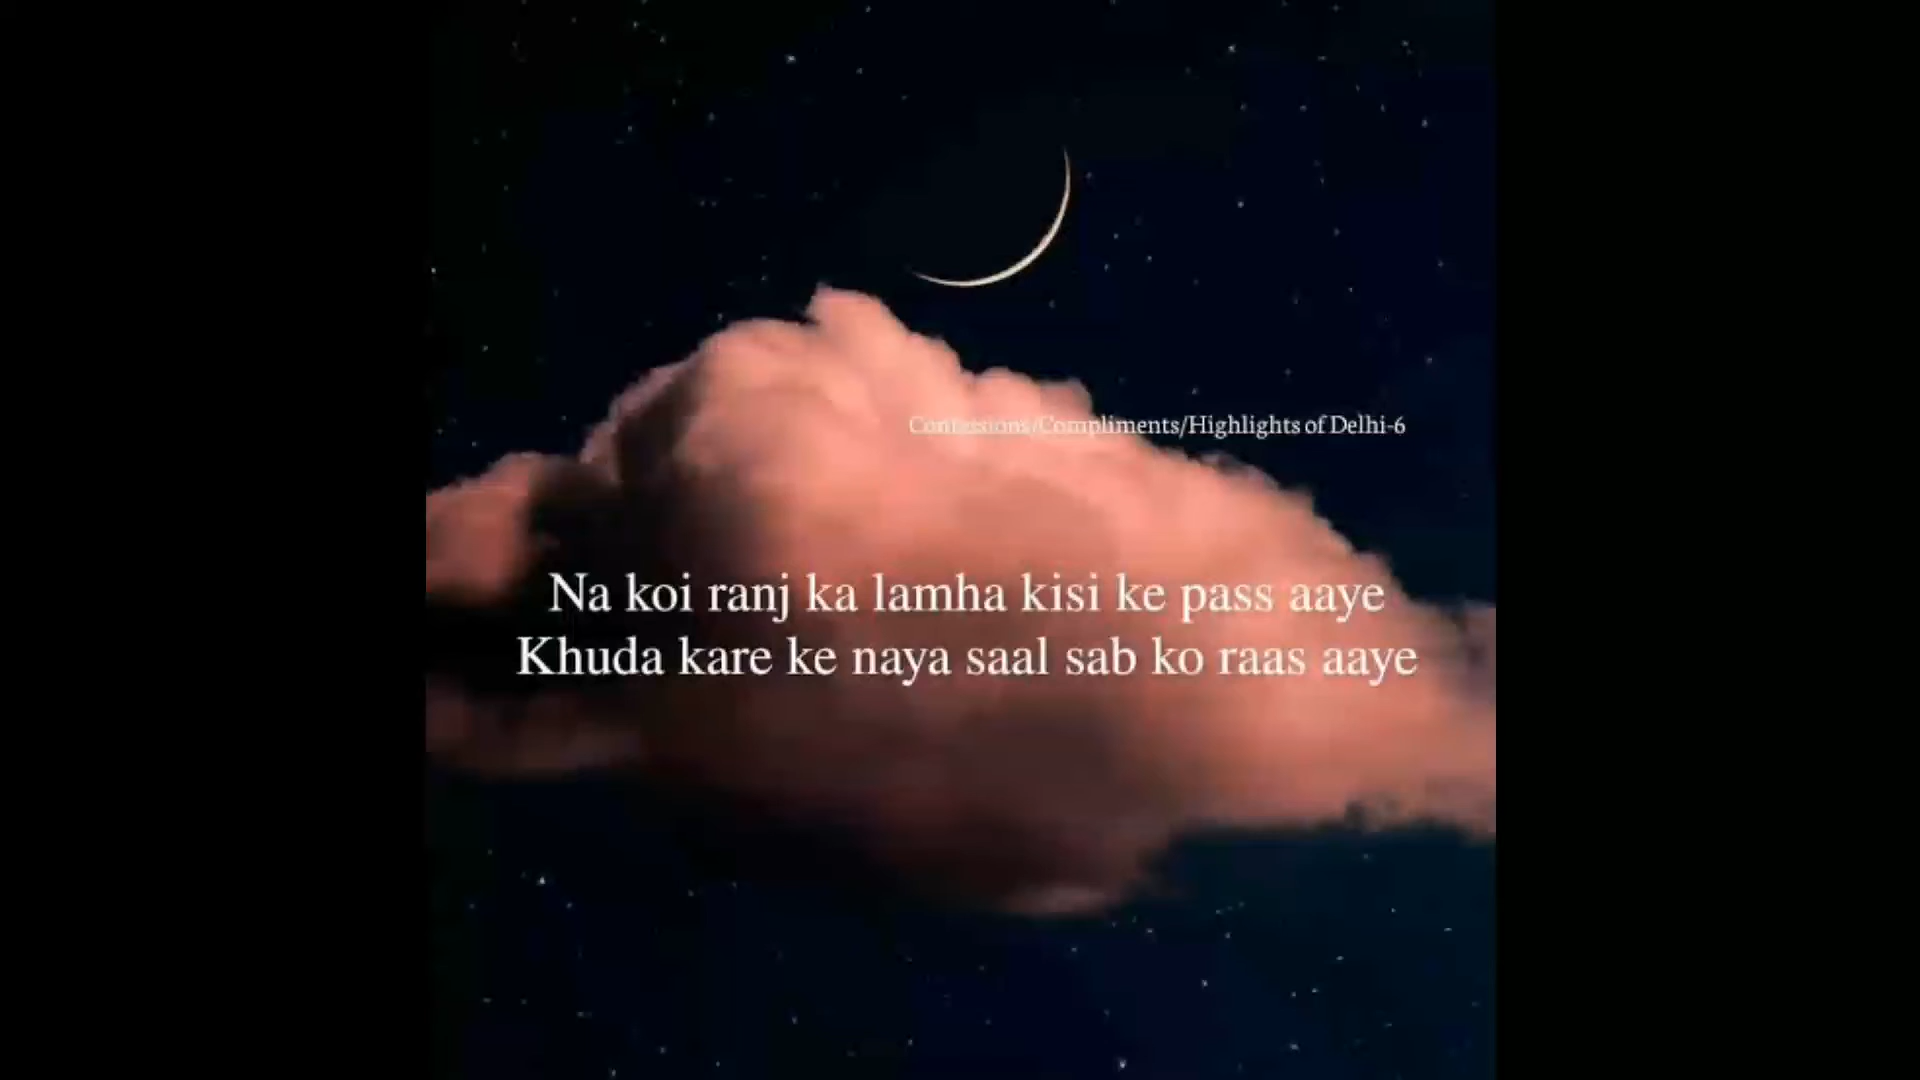 Confessions/Compliments/Highlights of Delhi-6
Na koi ranj ka lamha kisi ke pass aaye
Khuda kare ke naya saal sab ko raas aaye